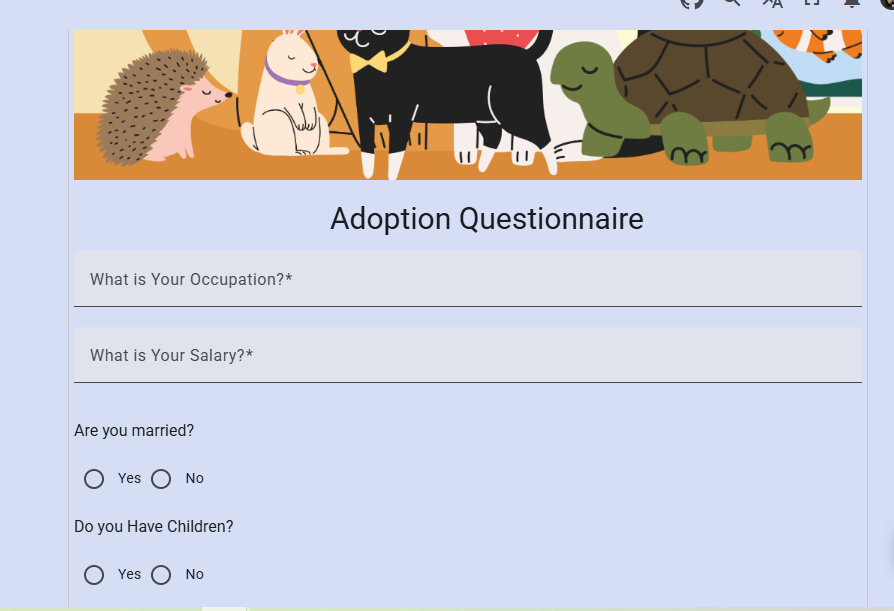 Adoption Questionnaire
What is Your Occupation?*
What is Your Salary?*
Are you married?
Yes No
Do you Have Children?
Yes No